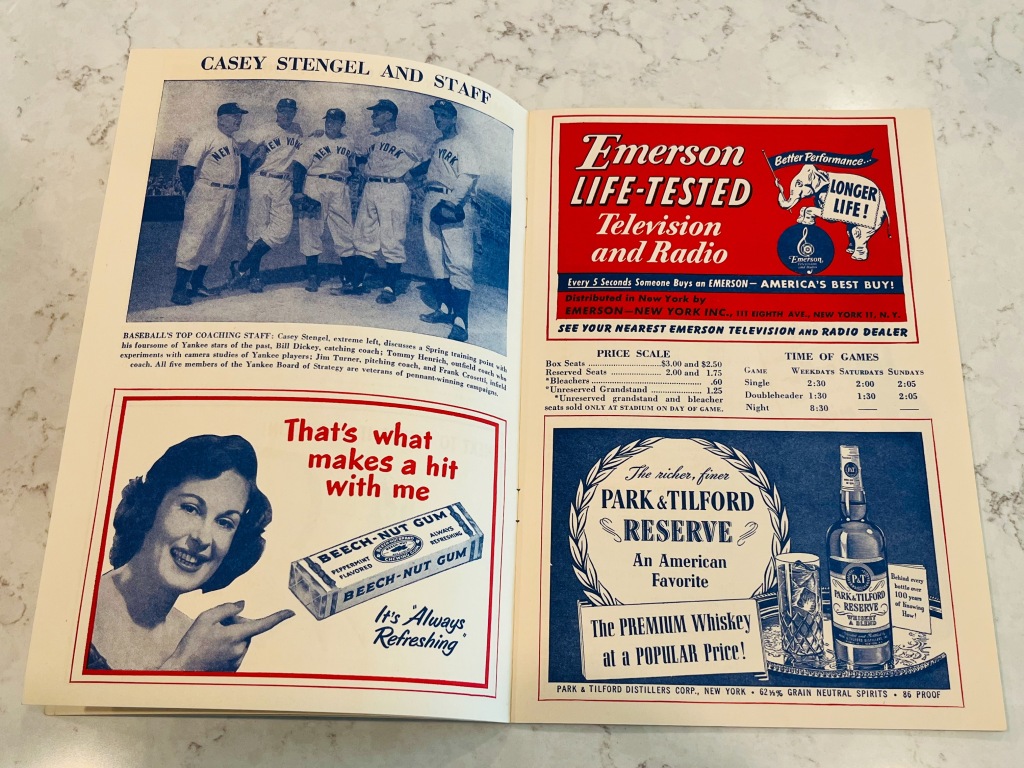 CASEY STENGEL AND STAFF
NEW
NEW YORK
NEW YORK
YORK
YORK
BASEBALL'S TOP COACHING STAFF: Casey Stengel, extreme left, discusses a Spring training point with
his foursome of Yankee stars of the past, Bill Dickey, catching coach; Tommy Henrich, outfield coach who
experiments with camera studies of Yankee players; Jim Turner, pitching coach, and Frank Crosetti, infield
coach. All five members of the Yankee Board of Strategy are veterans of pennant-winning campaigns.
That's what
makes a hit
with me
BEECH-NUT GUM
PEPPERMINT
FLAVORED
ALWAYS
REFRESHING
BEECH-NUT GUM
It's "Always
Refreshing"
Emerson
LIFE-TESTED
Television
and Radio
Better Performance...
LONGER
LIFE!
Emerson
Every 5 Seconds Someone Buys an EMERSON—AMERICA'S BEST BUY!
Distributed in New York by
EMERSON—NEW YORK INC., 111 EIGHTH AVE., NEW YORK 11, N. Y.
SEE YOUR NEAREST EMERSON TELEVISION AND RADIO DEALER
PRICE SCALE
Box Seats ..............................$3.00 and $2.50
Reserved Seats .................. 2.00 and 1.75
*Bleachers ........................................ .60
*Unreserved Grandstand .................. 1.25
*Unreserved grandstand and bleacher
seats sold ONLY AT STADIUM ON DAY OF GAME.
TIME OF GAMES
GAME WEEKDAYS SATURDAYS SUNDAYS
Single 2:30 2:00 2:05
Doubleheader 1:30 1:30 2:05
Night 8:30 — —
The richer, finer
PARK & TILFORD
RESERVE
An American
Favorite
The PREMIUM Whiskey
at a POPULAR Price!
P&T
P&T
PARK & TILFORD
RESERVE
WHISKEY
A BLEND
Behind every
bottle over
100 years
of Knowing
How!
PARK & TILFORD DISTILLERS CORP., NEW YORK • 62½% GRAIN NEUTRAL SPIRITS • 86 PROOF